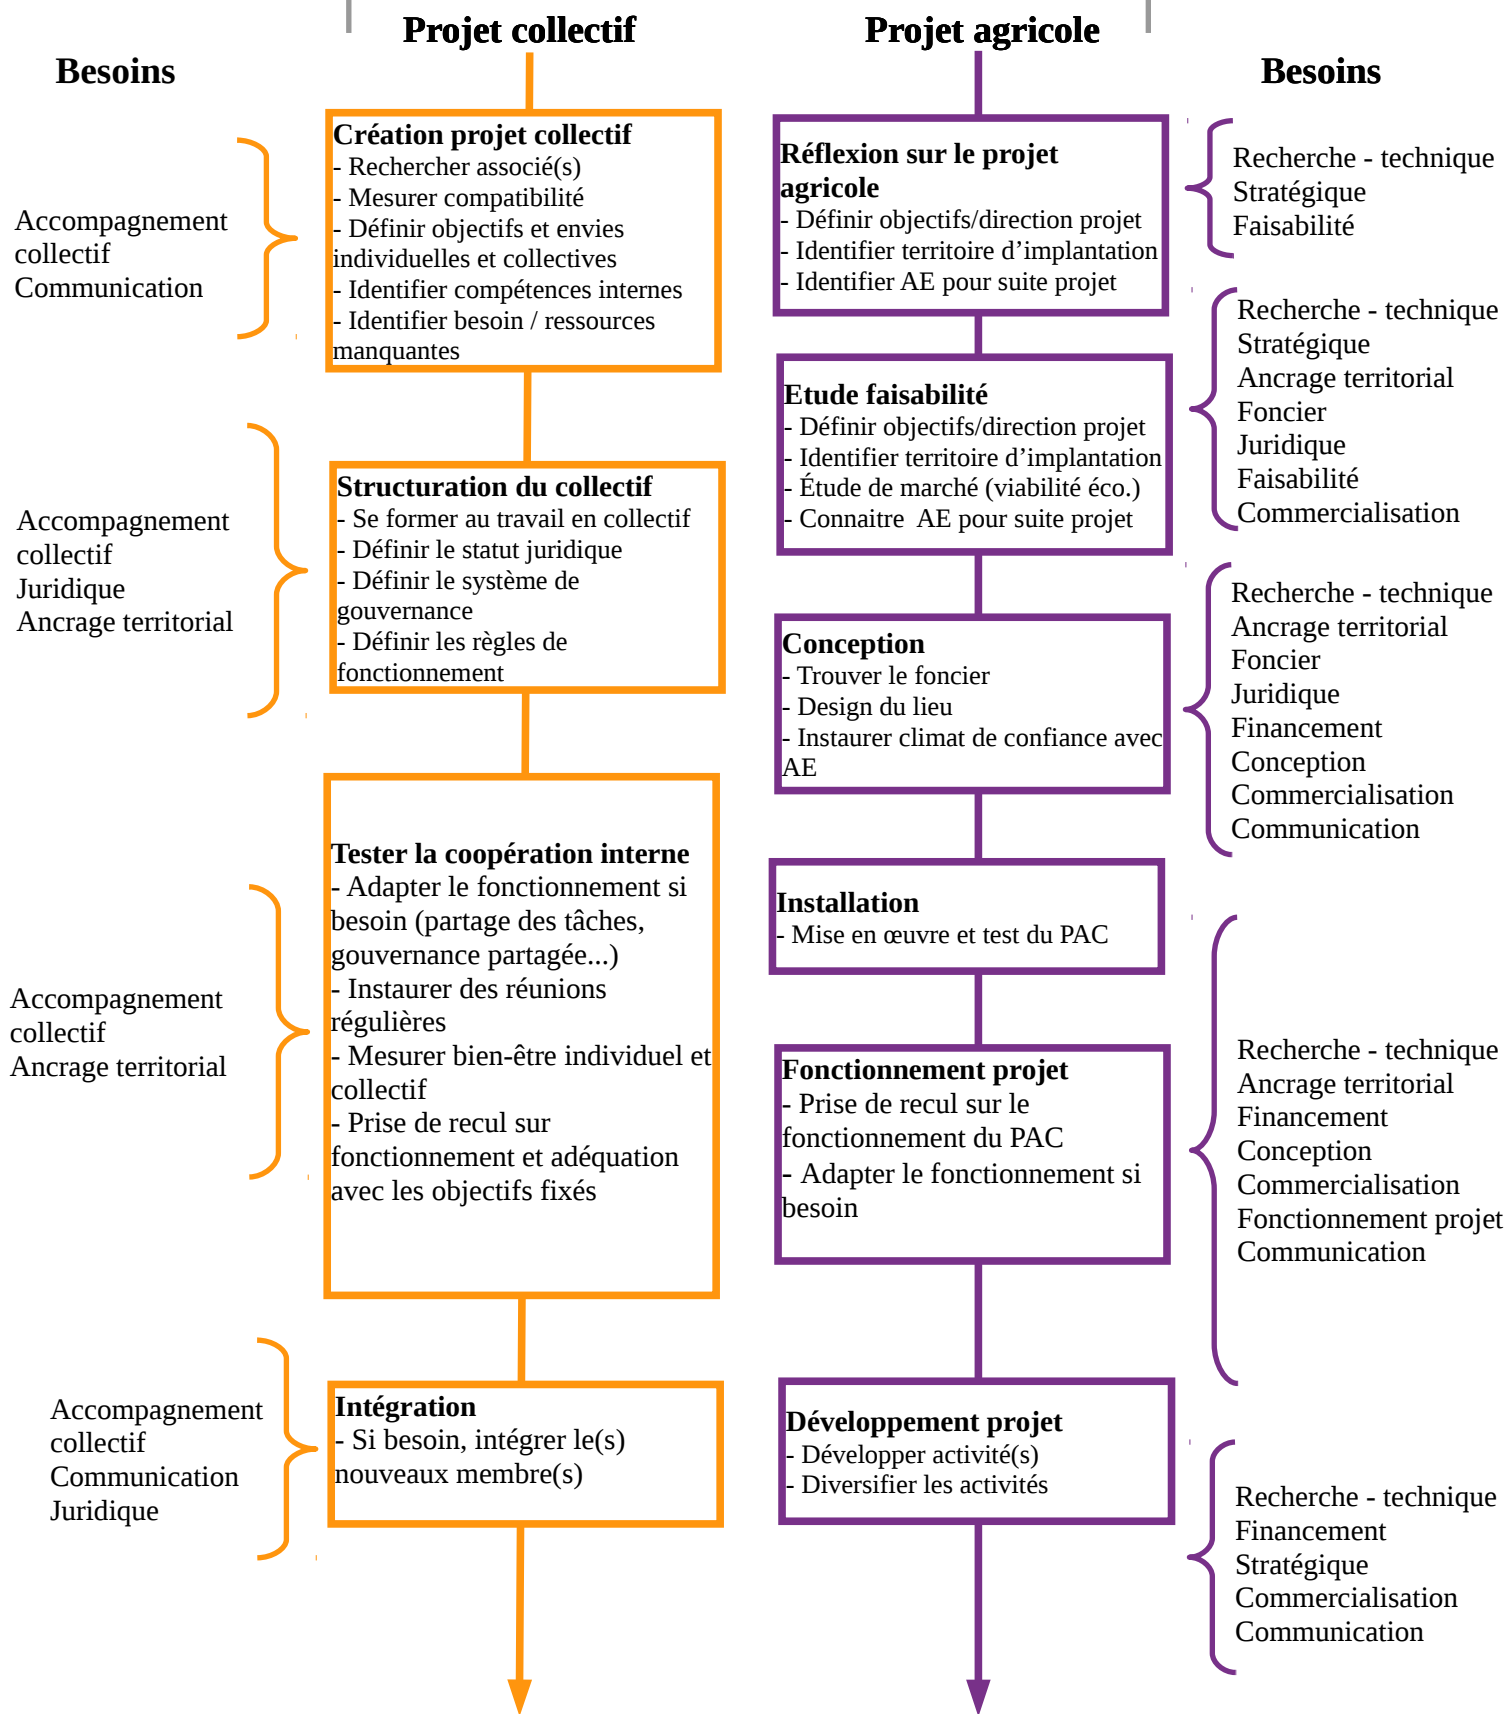 Projet collectif
Projet agricole
Besoins
Besoins
Accompagnement
collectif
Communication
Création projet collectif
- Rechercher associé(s)
- Mesurer compatibilité
- Définir objectifs et envies
individuelles et collectives
- Identifier compétences internes
- Identifier besoin / ressources
manquantes
Accompagnement
collectif
Juridique
Ancrage territorial
Structuration du collectif
- Se former au travail en collectif
- Définir le statut juridique
- Définir le système de
gouvernance
- Définir les règles de
fonctionnement
Accompagnement
collectif
Ancrage territorial
Tester la coopération interne
- Adapter le fonctionnement si
besoin (partage des tâches,
gouvernance partagée...)
- Instaurer des réunions
régulières
- Mesurer bien-être individuel et
collectif
- Prise de recul sur
fonctionnement et adéquation
avec les objectifs fixés
Accompagnement
collectif
Communication
Juridique
Intégration
- Si besoin, intégrer le(s)
nouveaux membre(s)
Réflexion sur le projet
agricole
- Définir objectifs/direction projet
- Identifier territoire d’implantation
- Identifier AE pour suite projet
Recherche - technique
Stratégique
Faisabilité
Etude faisabilité
- Définir objectifs/direction projet
- Identifier territoire d’implantation
- Étude de marché (viabilité éco.)
- Connaitre  AE pour suite projet
Recherche - technique
Stratégique
Ancrage territorial
Foncier
Juridique
Faisabilité
Commercialisation
Conception
- Trouver le foncier
- Design du lieu
- Instaurer climat de confiance avec
AE
Recherche - technique
Ancrage territorial
Foncier
Juridique
Financement
Conception
Commercialisation
Communication
Installation
- Mise en œuvre et test du PAC
Fonctionnement projet
- Prise de recul sur le
fonctionnement du PAC
- Adapter le fonctionnement si
besoin
Recherche - technique
Ancrage territorial
Financement
Conception
Commercialisation
Fonctionnement projet
Communication
Développement projet
- Développer activité(s)
- Diversifier les activités
Recherche - technique
Financement
Stratégique
Commercialisation
Communication